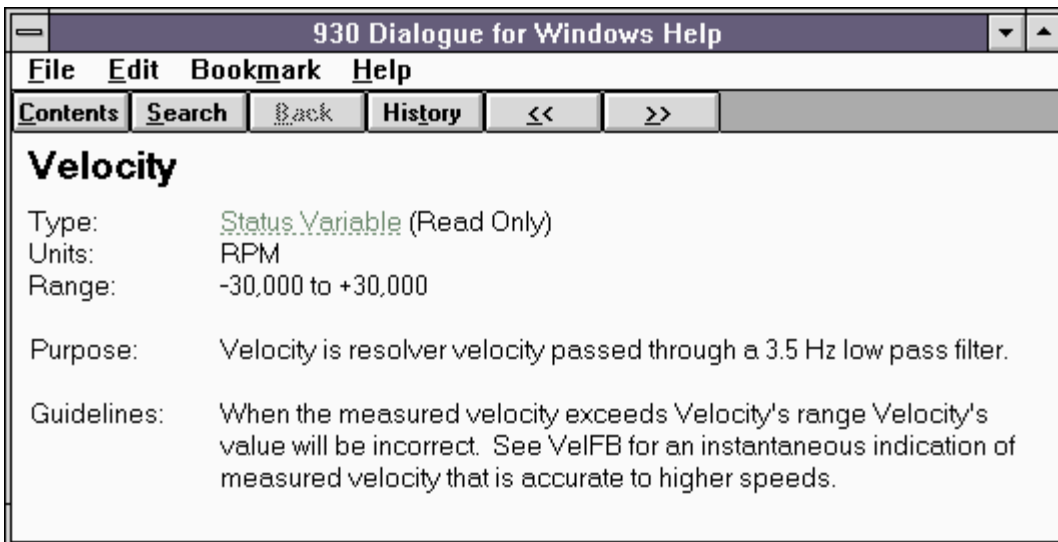 930 Dialogue for Windows Help
File Edit Bookmark Help
Contents Search Back History << >>
Velocity
Type: Status Variable (Read Only)
Units: RPM
Range: -30,000 to +30,000
Purpose: Velocity is resolver velocity passed through a 3.5 Hz low pass filter.
Guidelines: When the measured velocity exceeds Velocity's range Velocity's
value will be incorrect. See VelFB for an instantaneous indication of
measured velocity that is accurate to higher speeds.